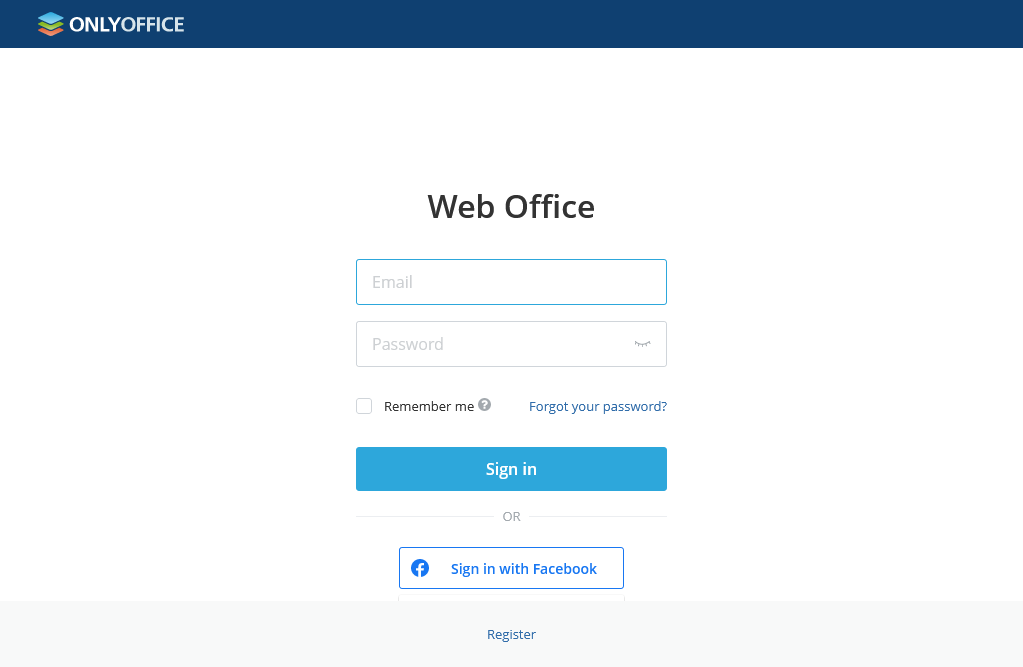 ONLYOFFICE
Web Office
Email
Password
Remember me ?
Forgot your password?
Sign in
OR
Sign in with Facebook
Register